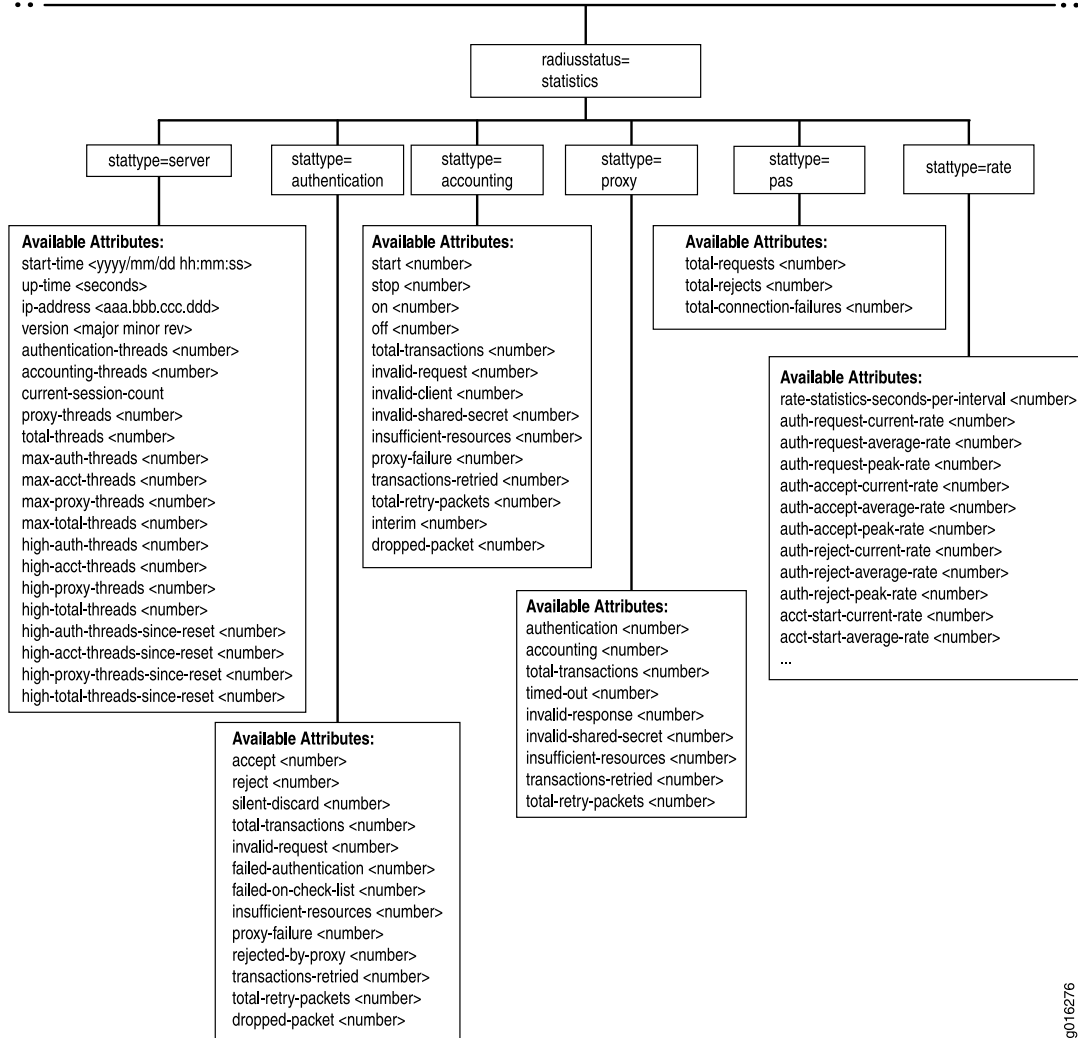 radiusstatus=
statistics
stattype=server
stattype=
authentication
stattype=
accounting
stattype=
proxy
stattype=
pas
stattype=rate
Available Attributes:
start-time <yyyy/mm/dd hh:mm:ss>
up-time <seconds>
ip-address <aaa.bbb.ccc.ddd>
version <major minor rev>
authentication-threads <number>
accounting-threads <number>
current-session-count
proxy-threads <number>
total-threads <number>
max-auth-threads <number>
max-acct-threads <number>
max-proxy-threads <number>
max-total-threads <number>
high-auth-threads <number>
high-acct-threads <number>
high-proxy-threads <number>
high-total-threads <number>
high-auth-threads-since-reset <number>
high-acct-threads-since-reset <number>
high-proxy-threads-since-reset <number>
high-total-threads-since-reset <number>
Available Attributes:
start <number>
stop <number>
on <number>
off <number>
total-transactions <number>
invalid-request <number>
invalid-client <number>
invalid-shared-secret <number>
insufficient-resources <number>
proxy-failure <number>
transactions-retried <number>
total-retry-packets <number>
interim <number>
dropped-packet <number>
Available Attributes:
total-requests <number>
total-rejects <number>
total-connection-failures <number>
Available Attributes:
rate-statistics-seconds-per-interval <number>
auth-request-current-rate <number>
auth-request-average-rate <number>
auth-request-peak-rate <number>
auth-accept-current-rate <number>
auth-accept-average-rate <number>
auth-accept-peak-rate <number>
auth-reject-current-rate <number>
auth-reject-average-rate <number>
auth-reject-peak-rate <number>
acct-start-current-rate <number>
acct-start-average-rate <number>
...
Available Attributes:
authentication <number>
accounting <number>
total-transactions <number>
timed-out <number>
invalid-response <number>
invalid-shared-secret <number>
insufficient-resources <number>
transactions-retried <number>
total-retry-packets <number>
Available Attributes:
accept <number>
reject <number>
silent-discard <number>
total-transactions <number>
invalid-request <number>
failed-authentication <number>
failed-on-check-list <number>
insufficient-resources <number>
proxy-failure <number>
rejected-by-proxy <number>
transactions-retried <number>
total-retry-packets <number>
dropped-packet <number>
g016276